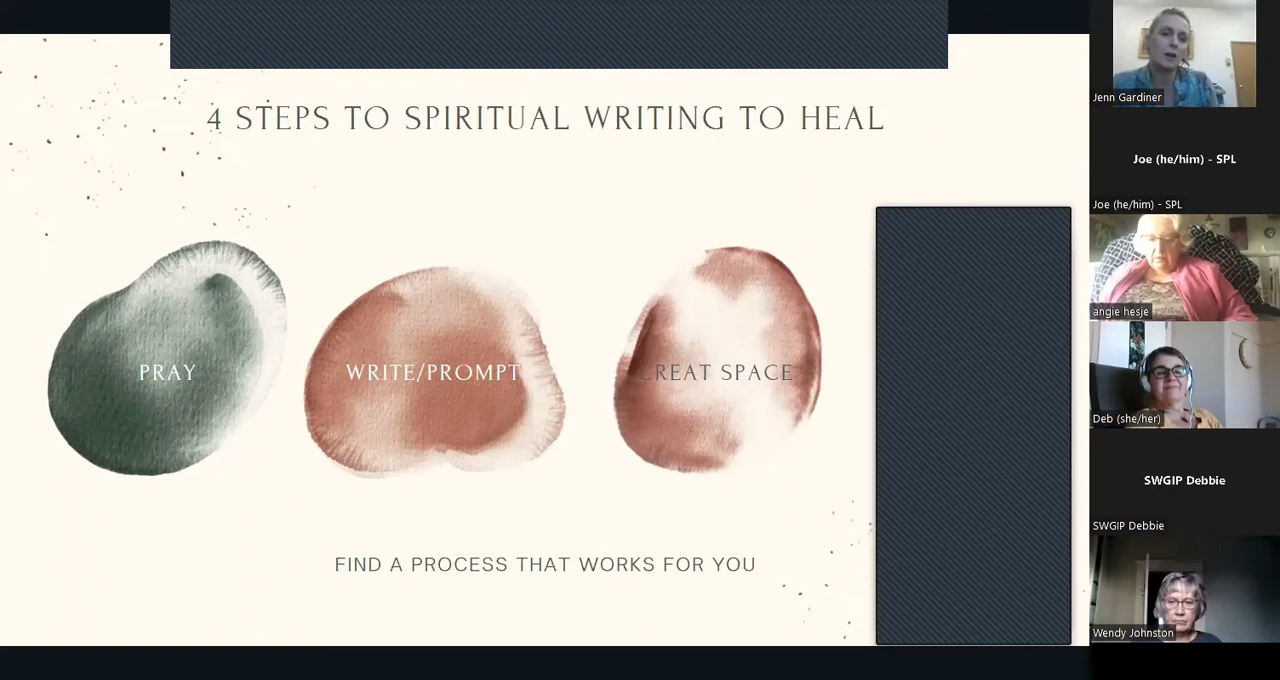 4 STEPS TO SPIRITUAL WRITING TO HEAL
PRAY
WRITE/PROMPT
CREAT SPACE
FIND A PROCESS THAT WORKS FOR YOU
Jenn Gardiner
Joe (he/him) - SPL
Joe (he/him) - SPL
angie hesje
Deb (she/her)
SWGIP Debbie
SWGIP Debbie
Wendy Johnston